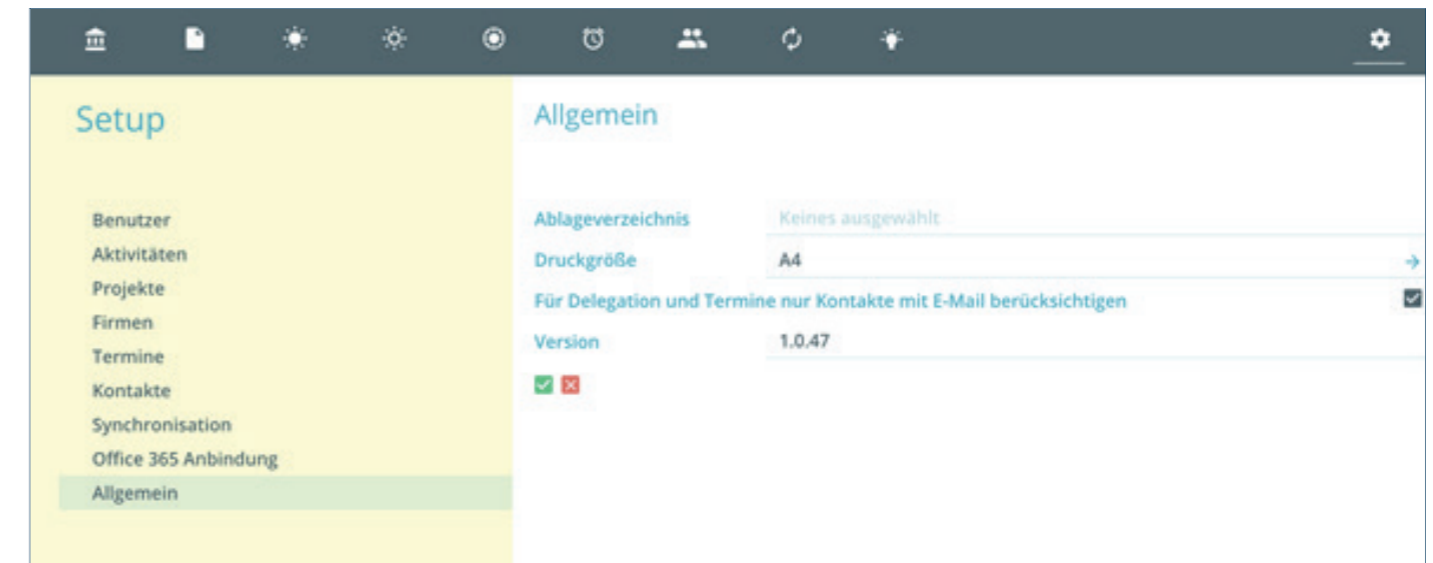 Setup
Benutzer
Aktivitäten
Projekte
Firmen
Termine
Kontakte
Synchronisation
Office 365 Anbindung
Allgemein
Allgemein
Ablageverzeichnis Keines ausgewählt
Druckgröße A4
Für Delegation und Termine nur Kontakte mit E-Mail berücksichtigen
Version 1.0.47